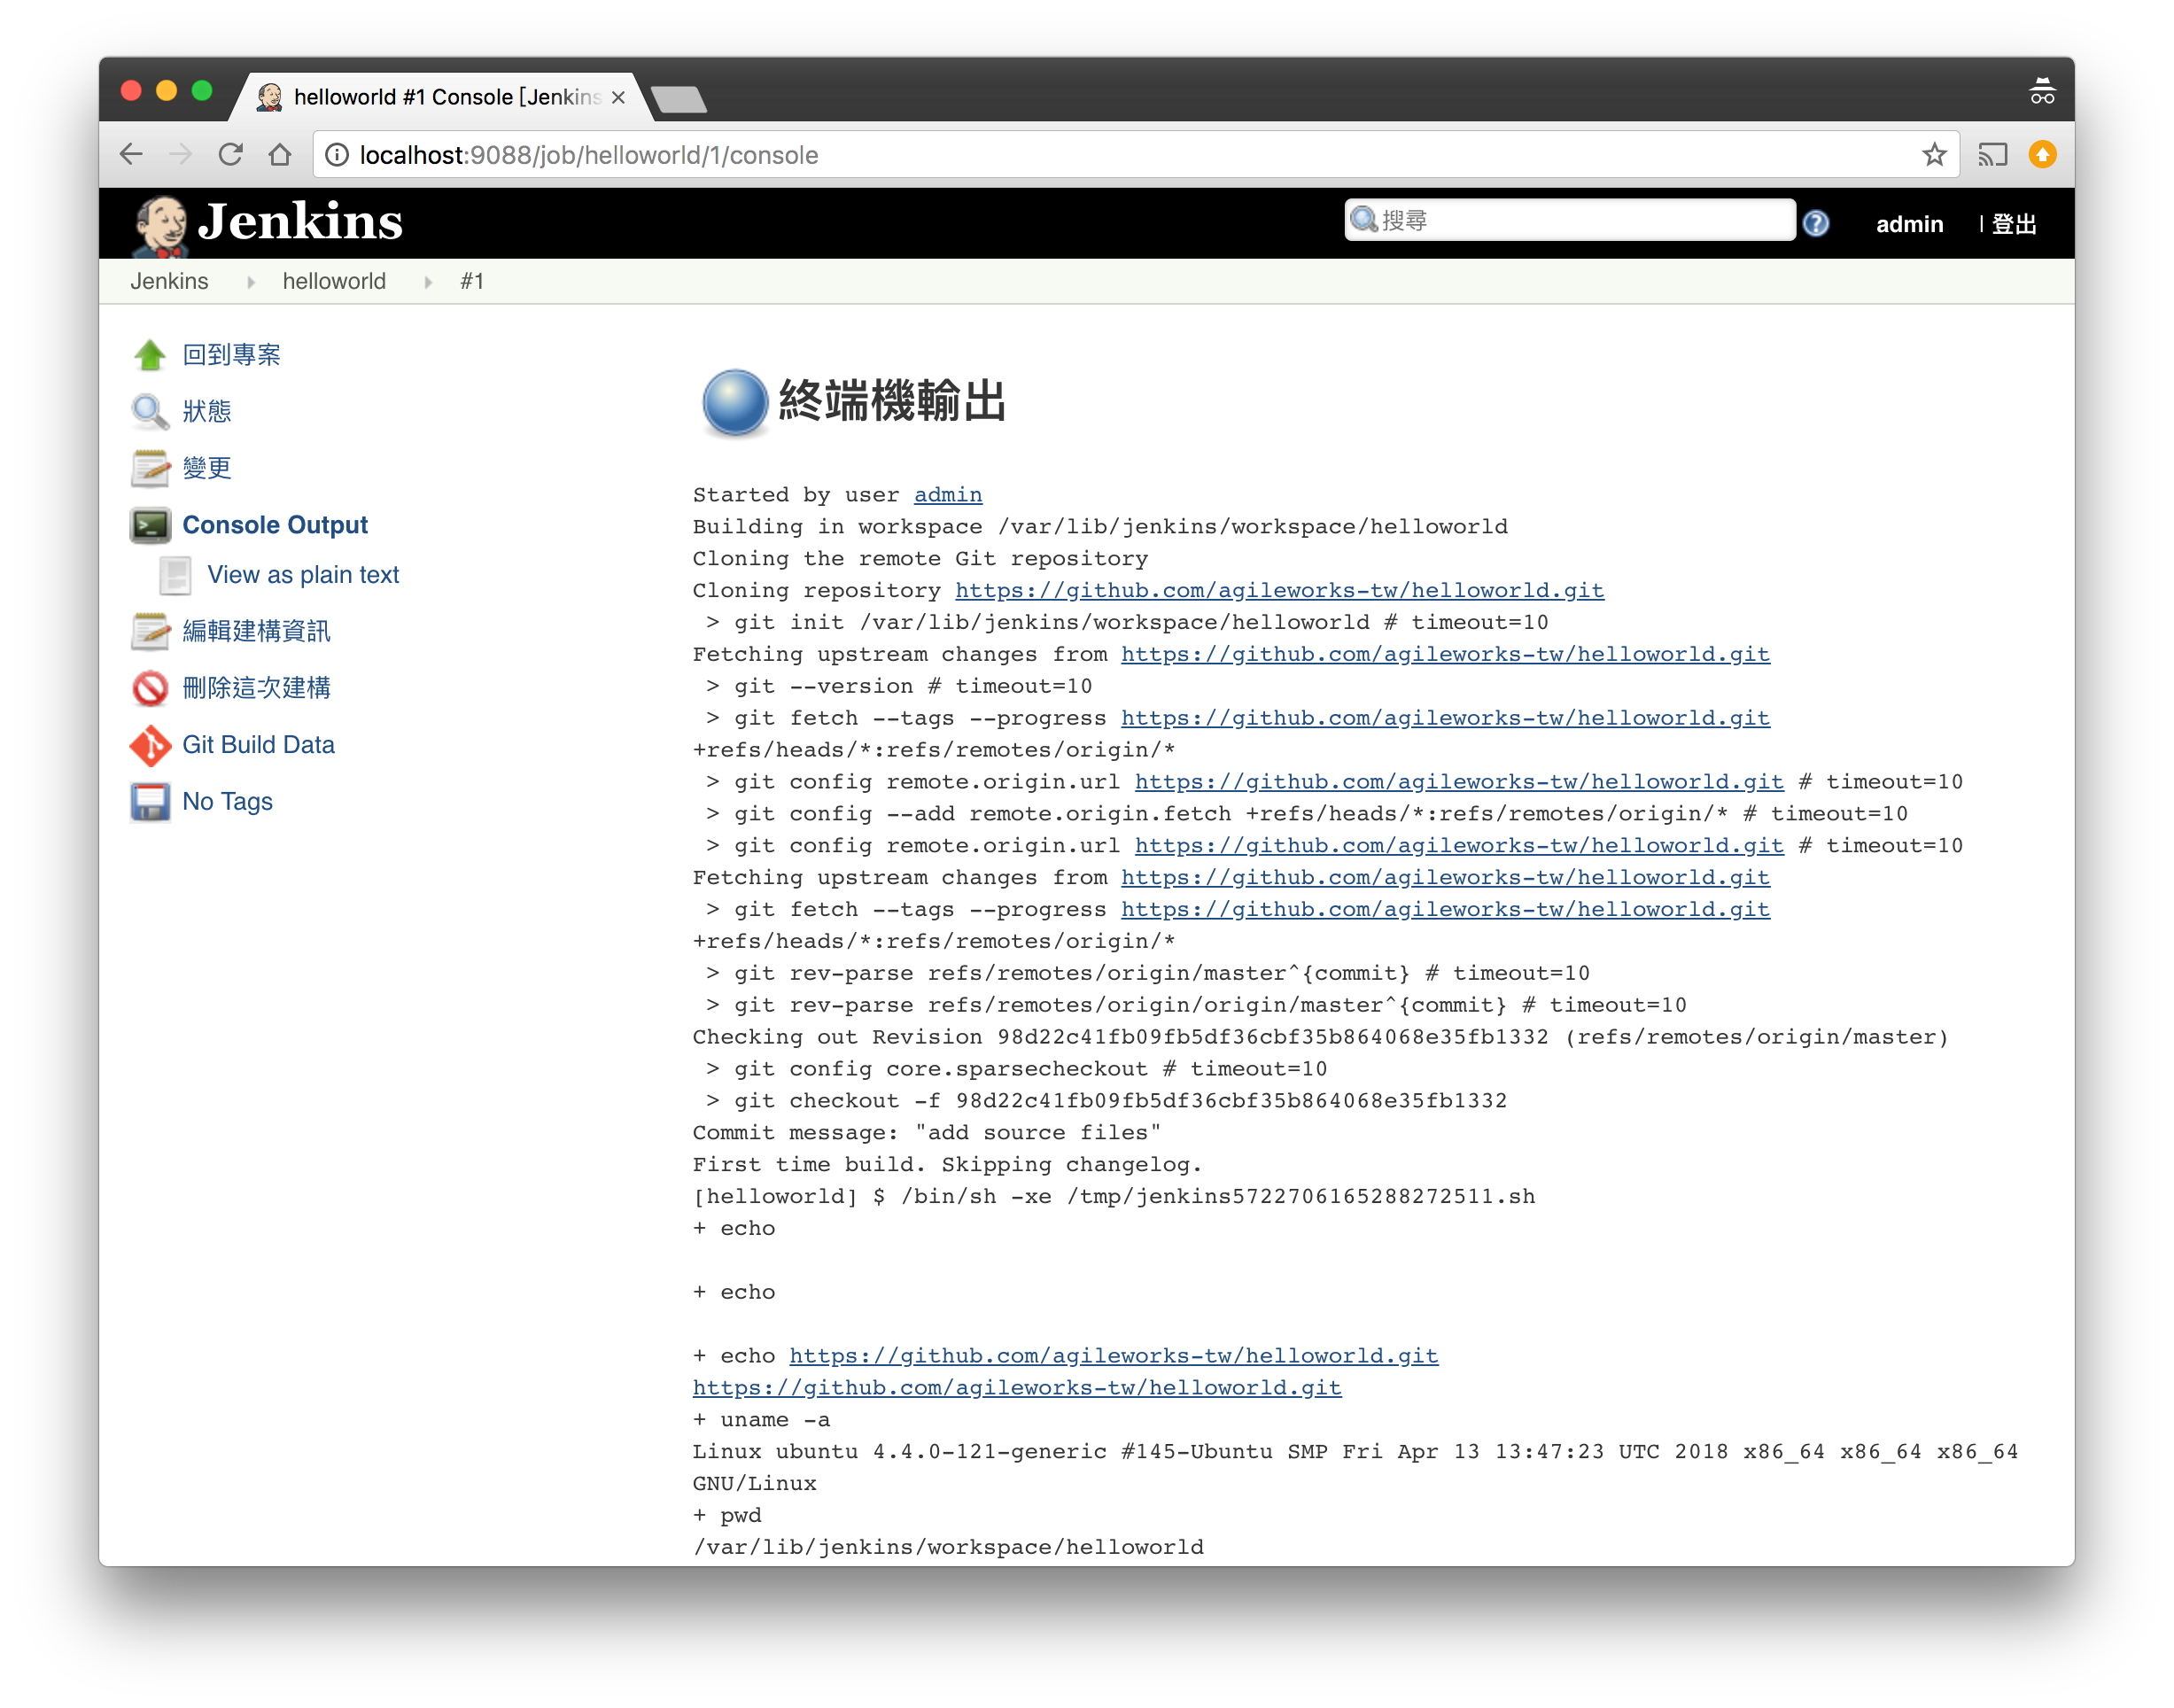 helloworld #1 Console [Jenkins
localhost:9088/job/helloworld/1/console
Jenkins
搜尋
admin
| 登出
Jenkins
helloworld
#1
回到專案
狀態
變更
Console Output
View as plain text
編輯建構資訊
刪除這次建構
Git Build Data
No Tags
終端機輸出
Started by user admin
Building in workspace /var/lib/jenkins/workspace/helloworld
Cloning the remote Git repository
Cloning repository https://github.com/agileworks-tw/helloworld.git
> git init /var/lib/jenkins/workspace/helloworld # timeout=10
Fetching upstream changes from https://github.com/agileworks-tw/helloworld.git
> git --version # timeout=10
> git fetch --tags --progress https://github.com/agileworks-tw/helloworld.git
+refs/heads/*:refs/remotes/origin/*
> git config remote.origin.url https://github.com/agileworks-tw/helloworld.git # timeout=10
> git config --add remote.origin.fetch +refs/heads/*:refs/remotes/origin/* # timeout=10
> git config remote.origin.url https://github.com/agileworks-tw/helloworld.git # timeout=10
Fetching upstream changes from https://github.com/agileworks-tw/helloworld.git
> git fetch --tags --progress https://github.com/agileworks-tw/helloworld.git
+refs/heads/*:refs/remotes/origin/*
> git rev-parse refs/remotes/origin/master^{commit} # timeout=10
> git rev-parse refs/remotes/origin/origin/master^{commit} # timeout=10
Checking out Revision 98d22c41fb09fb5df36cbf35b864068e35fb1332 (refs/remotes/origin/master)
> git config core.sparsecheckout # timeout=10
> git checkout -f 98d22c41fb09fb5df36cbf35b864068e35fb1332
Commit message: "add source files"
First time build. Skipping changelog.
[helloworld] $ /bin/sh -xe /tmp/jenkins5722706165288272511.sh
+ echo
+ echo
+ echo https://github.com/agileworks-tw/helloworld.git
https://github.com/agileworks-tw/helloworld.git
+ uname -a
Linux ubuntu 4.4.0-121-generic #145-Ubuntu SMP Fri Apr 13 13:47:23 UTC 2018 x86_64 x86_64 x86_64
GNU/Linux
+ pwd
/var/lib/jenkins/workspace/helloworld